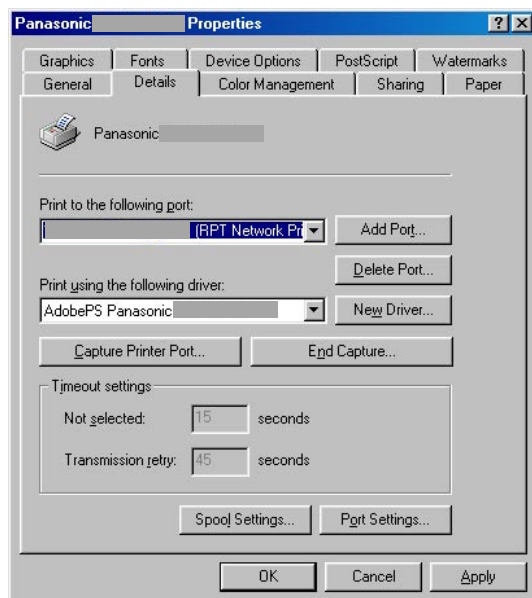 Panasonic Properties
Graphics Fonts Device Options PostScript Watermarks
General Details Color Management Sharing Paper
Panasonic
Print to the following port:
(RPT Network Pri Add Port...
Delete Port...
Print using the following driver:
AdobePS Panasonic New Driver...
Capture Printer Port... End Capture...
Timeout settings
Not selected: 15 seconds
Transmission retry: 45 seconds
Spool Settings... Port Settings...
OK Cancel Apply